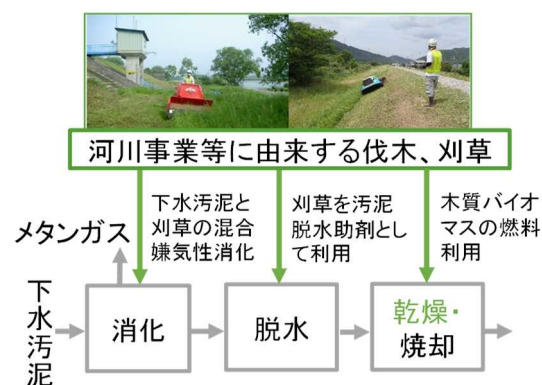 河川事業等に由来する伐木、刈草
下水汚泥と
刈草の混合
嫌気性消化
刈草を汚泥
脱水助剤とし
て利用
木質バイオ
マスの燃料
利用
メタンガス
下水汚泥
消化
脱水
乾燥・
焼却